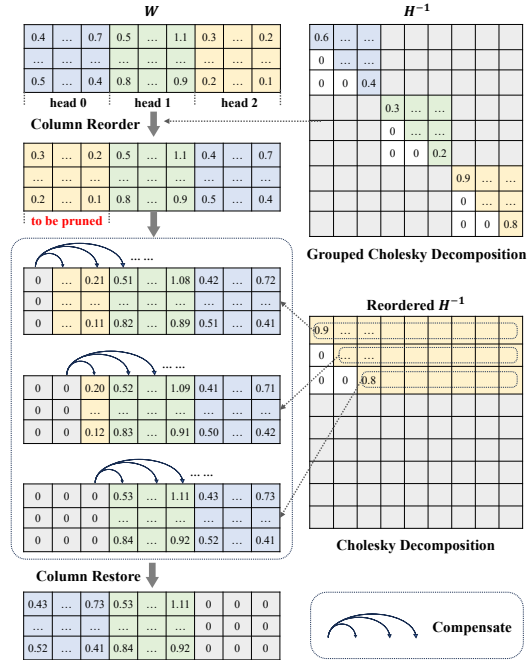 W
0.4 … 0.7 0.5 … 1.1 0.3 … 0.2
… … … … … … … … …
0.5 … 0.4 0.8 … 0.9 0.2 … 0.1
head 0 head 1 head 2
Column Reorder
0.3 … 0.2 0.5 … 1.1 0.4 … 0.7
… … … … … … … … …
0.2 … 0.1 0.8 … 0.9 0.5 … 0.4
to be pruned
… …
0 … 0.21 0.51 … 1.08 0.42 … 0.72
0 … … … … … … … …
0 … 0.11 0.82 … 0.89 0.51 … 0.41
… …
0 0 0.20 0.52 … 1.09 0.41 … 0.71
0 0 … … … … … … …
0 0 0.12 0.83 … 0.91 0.50 … 0.42
… …
0 0 0 0.53 … 1.11 0.43 … 0.73
0 0 0 … … … … … …
0 0 0 0.84 … 0.92 0.52 … 0.41
Column Restore
0.43 … 0.73 0.53 … 1.11 0 0 0
… … … … … … 0 0 0
0.52 … 0.41 0.84 … 0.92 0 0 0
H⁻¹
0.6 … …
0 … …
0 0 0.4
0.3 … …
0 … …
0 0 0.2
0.9 … …
0 … …
0 0 0.8
Grouped Cholesky Decomposition
Reordered H⁻¹
0.9 … …
0 … …
0 0 0.8
Cholesky Decomposition
Compensate